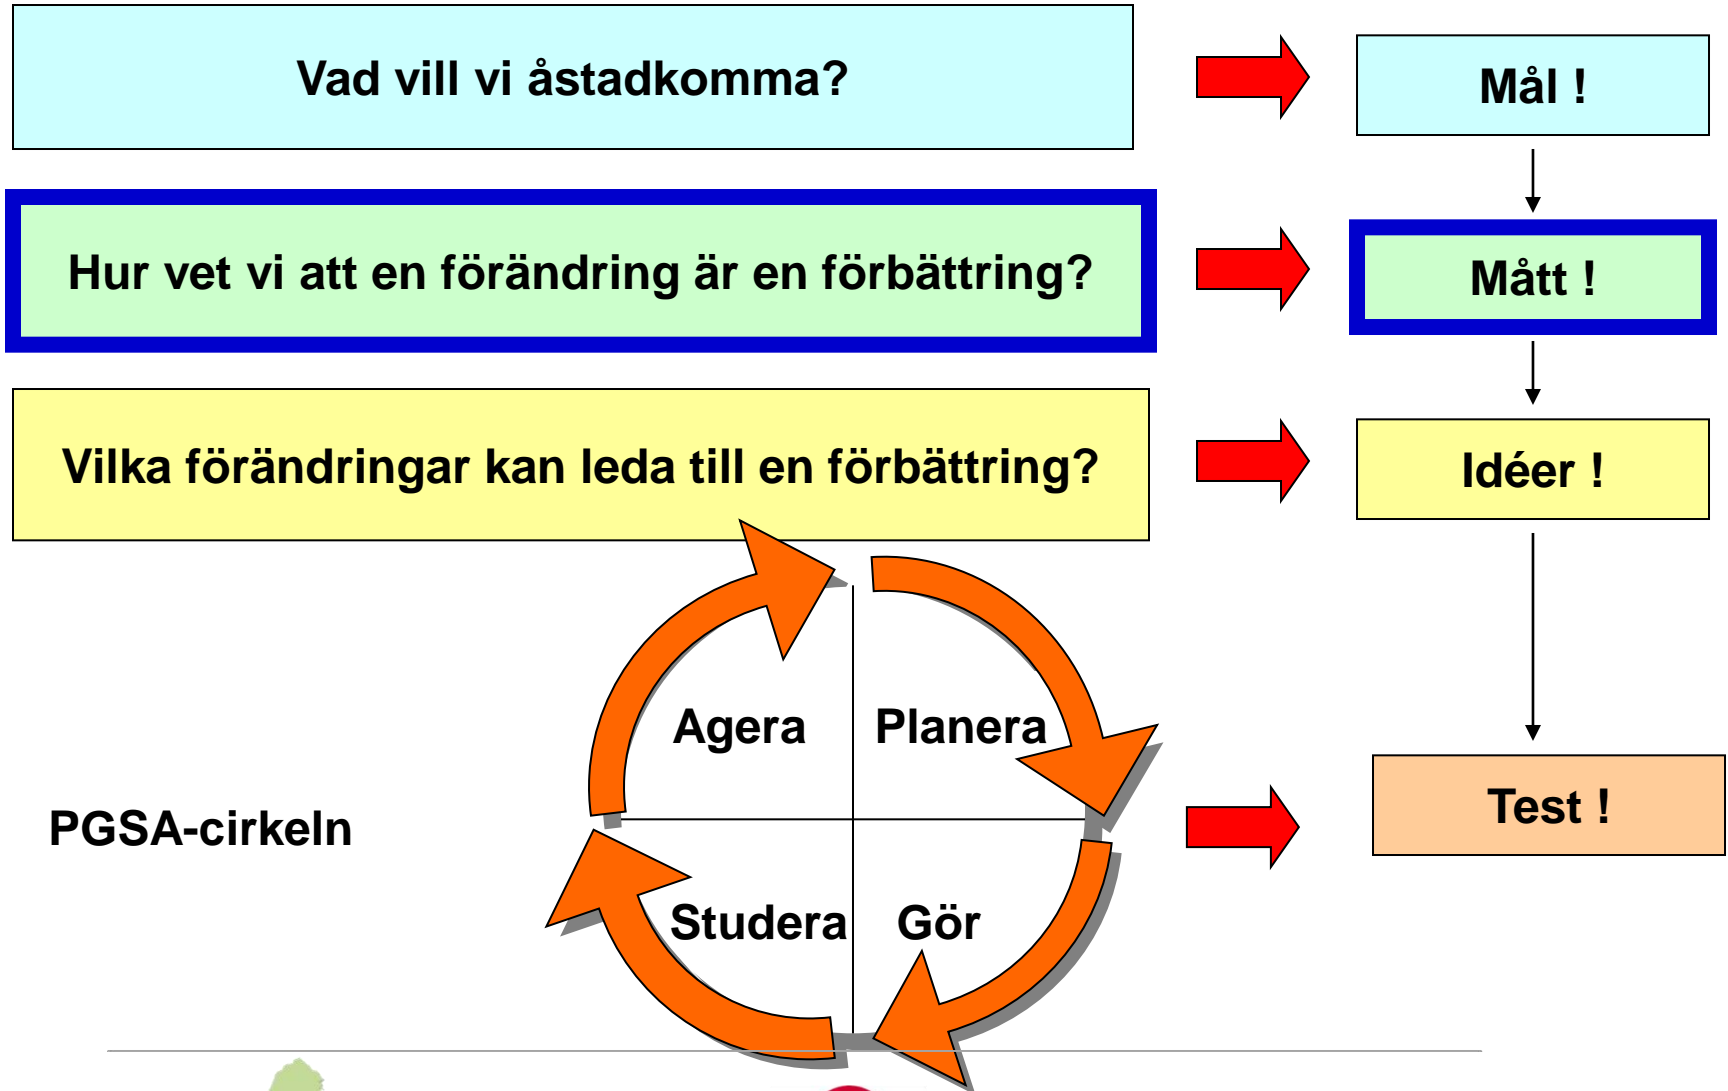 Vad vill vi åstadkomma?
Mål !
Hur vet vi att en förändring är en förbättring?
Mått !
Vilka förändringar kan leda till en förbättring?
Idéer !
Agera
Planera
PGSA-cirkeln
Test !
Studera
Gör